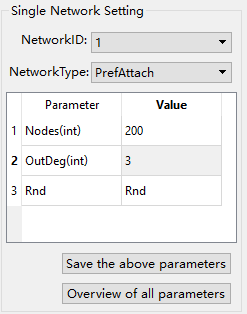 Single Network Setting
NetworkID: 1
NetworkType: PrefAttach
Parameter Value
1 Nodes(int) 200
2 OutDeg(int) 3
3 Rnd Rnd
Save the above parameters
Overview of all parameters